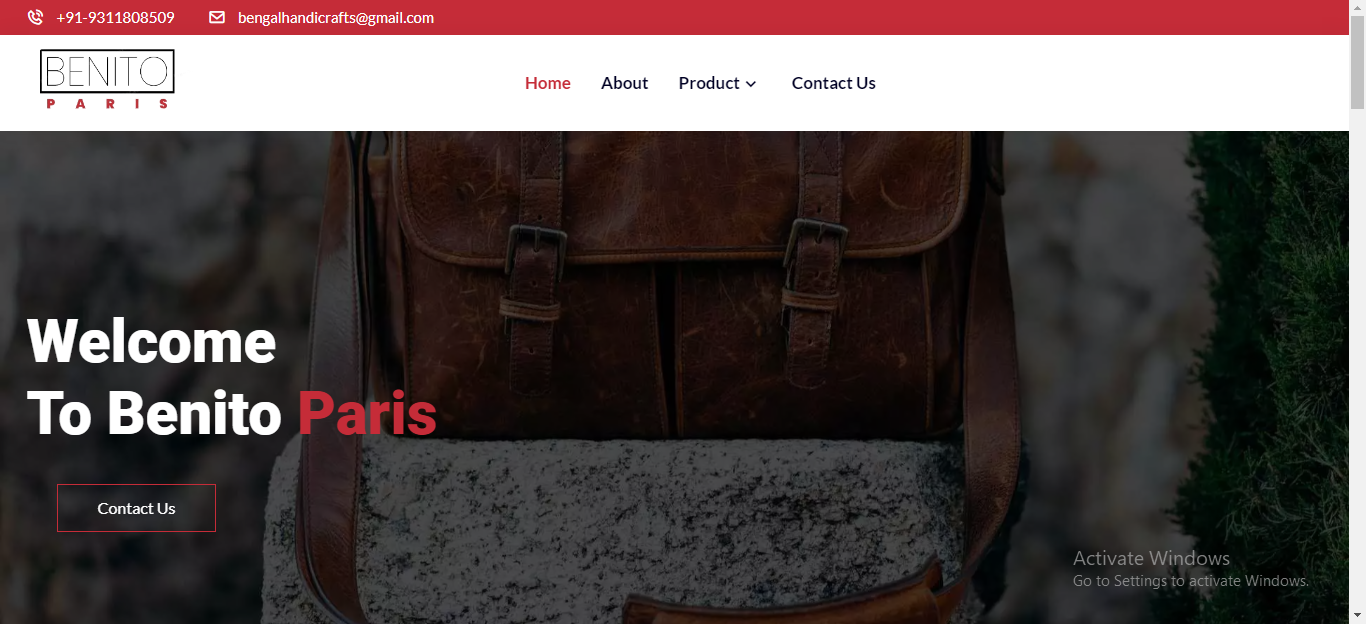 +91-9311808509 bengalhandicrafts@gmail.com
BENITO
PARIS
Home About Product Contact Us
Welcome
To Benito Paris
Contact Us
Activate Windows
Go to Settings to activate Windows.